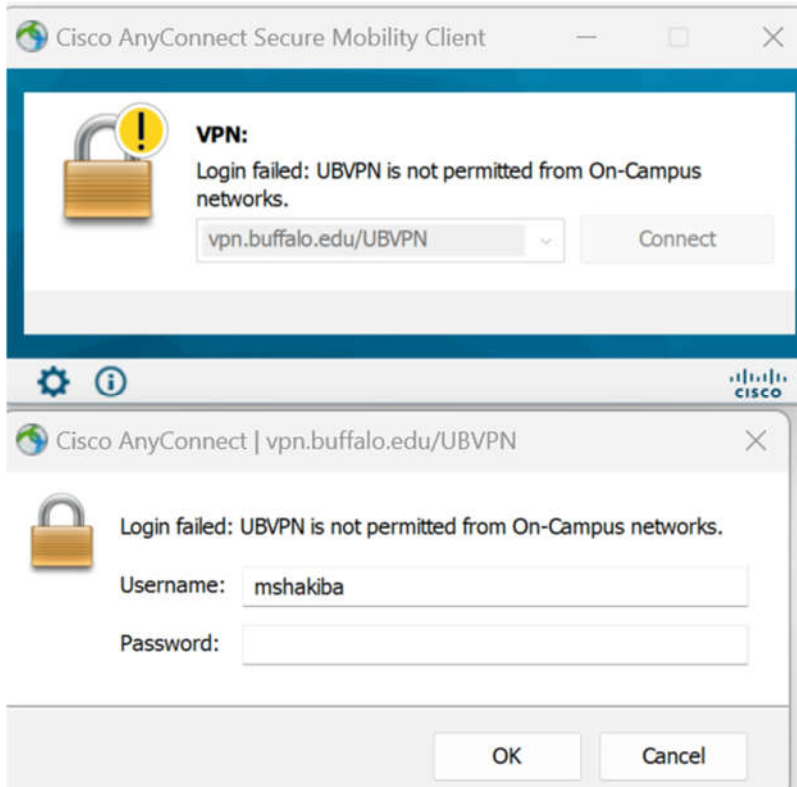 Cisco AnyConnect Secure Mobility Client
VPN:
Login failed: UBVPN is not permitted from On-Campus
networks.
vpn.buffalo.edu/UBVPN
Connect
CISCO
Cisco AnyConnect | vpn.buffalo.edu/UBVPN
Login failed: UBVPN is not permitted from On-Campus networks.
Username: mshakiba
Password:
OK Cancel